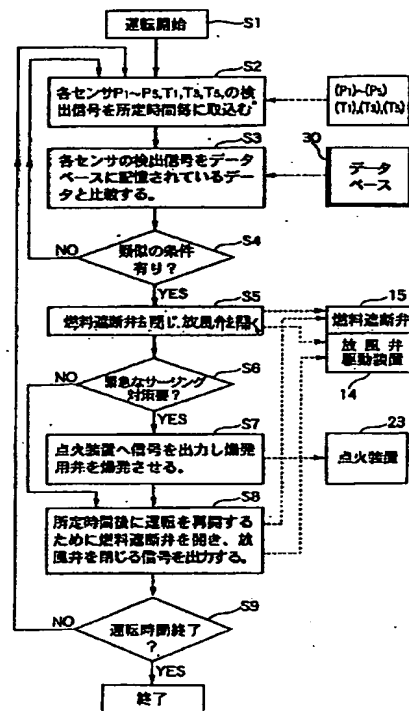 運転開始
S1
S2
各センサP1~P5,T1,T3,T5,の検
出信号を所定時間毎に取込む
(P1)~(P5)
(T1),(T3),(T5)
S3
各センサの検出信号をデータ
ベースに記憶されているデー
タと比較する。
30
データ
ベース
S4
類似の条件
有り?
NO
YES
S5
燃料遮断弁を閉じ,放風弁を開く
15
燃料遮断弁
放風弁
駆動装置
14
S6
緊急なサージング
対策要?
NO
YES
S7
点火装置へ信号を出力し爆発
用弁を爆発させる。
23
点火装置
S8
所定時間後に運転を再開する
ために燃料遮断弁を開き、放
風弁を閉じる信号を出力する。
S9
運転時間終了
?
NO
YES
終了